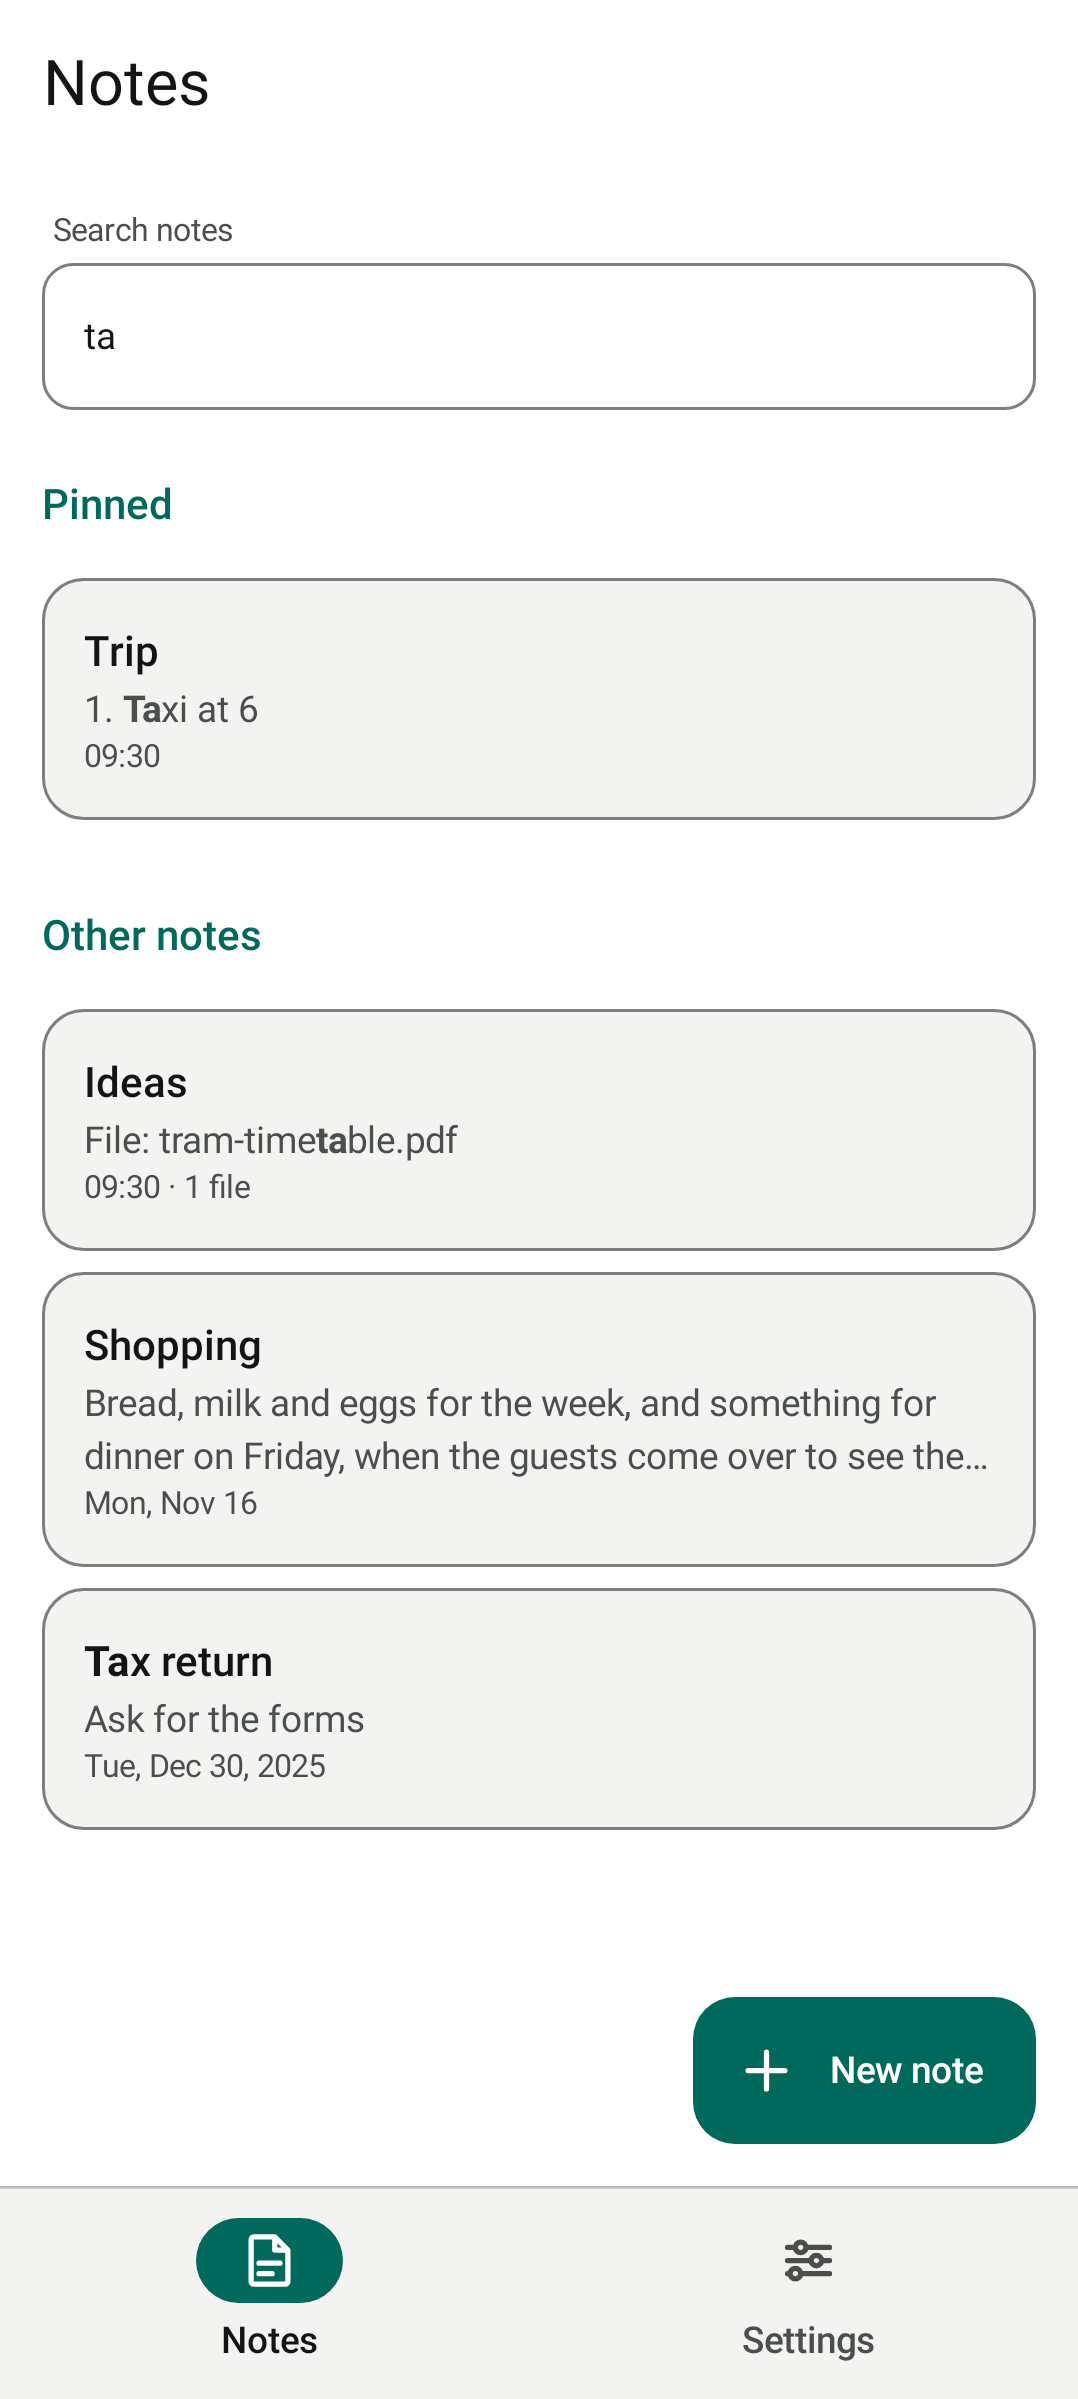 Notes
Search notes
ta
Pinned
Trip
1. Taxi at 6
09:30
Other notes
Ideas
File: tram-timetable.pdf
09:30 · 1 file
Shopping
Bread, milk and eggs for the week, and something for
dinner on Friday, when the guests come over to see the…
Mon, Nov 16
Tax return
Ask for the forms
Tue, Dec 30, 2025
New note
Notes
Settings